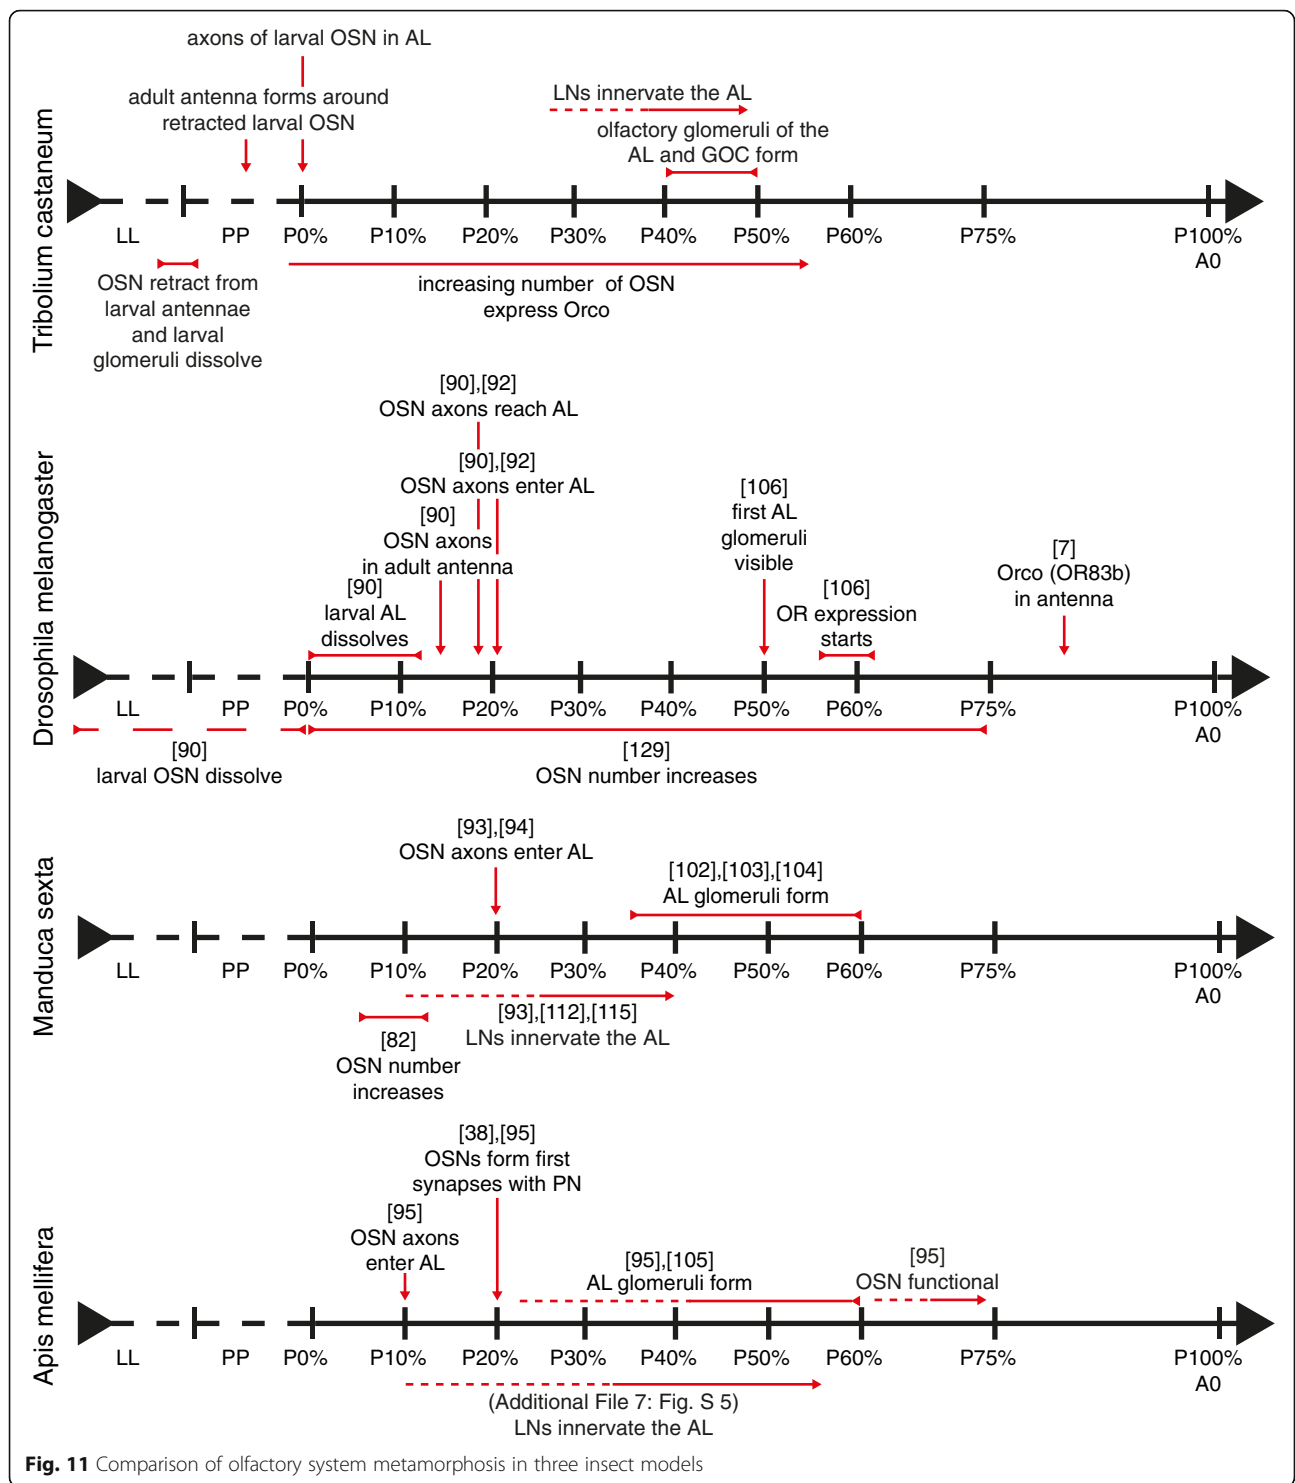 Tribolium castaneum
axons of larval OSN in AL
adult antenna forms around
retracted larval OSN
LNs innervate the AL
olfactory glomeruli of the
AL and GOC form
LL PP P0% P10% P20% P30% P40% P50% P60% P75% P100%
A0
OSN retract from
larval antennae
and larval
glomeruli dissolve
increasing number of OSN
express Orco
Drosophila melanogaster
[90],[92]
OSN axons reach AL
[90],[92]
OSN axons enter AL
[90]
OSN axons
in adult antenna
[90]
larval AL
dissolves
[106]
first AL
glomeruli
visible
[106]
OR expression
starts
[7]
Orco (OR83b)
in antenna
LL PP P0% P10% P20% P30% P40% P50% P60% P75% P100%
A0
[90]
larval OSN dissolve
[129]
OSN number increases
Manduca sexta
[93],[94]
OSN axons enter AL
[102],[103],[104]
AL glomeruli form
LL PP P0% P10% P20% P30% P40% P50% P60% P75% P100%
A0
[93],[112],[115]
LNs innervate the AL
[82]
OSN number
increases
Apis mellifera
[38],[95]
OSNs form first
synapses with PN
[95]
OSN axons
enter AL
[95],[105]
AL glomeruli form
[95]
OSN functional
LL PP P0% P10% P20% P30% P40% P50% P60% P75% P100%
A0
(Additional File 7: Fig. S 5)
LNs innervate the AL
Fig. 11 Comparison of olfactory system metamorphosis in three insect models